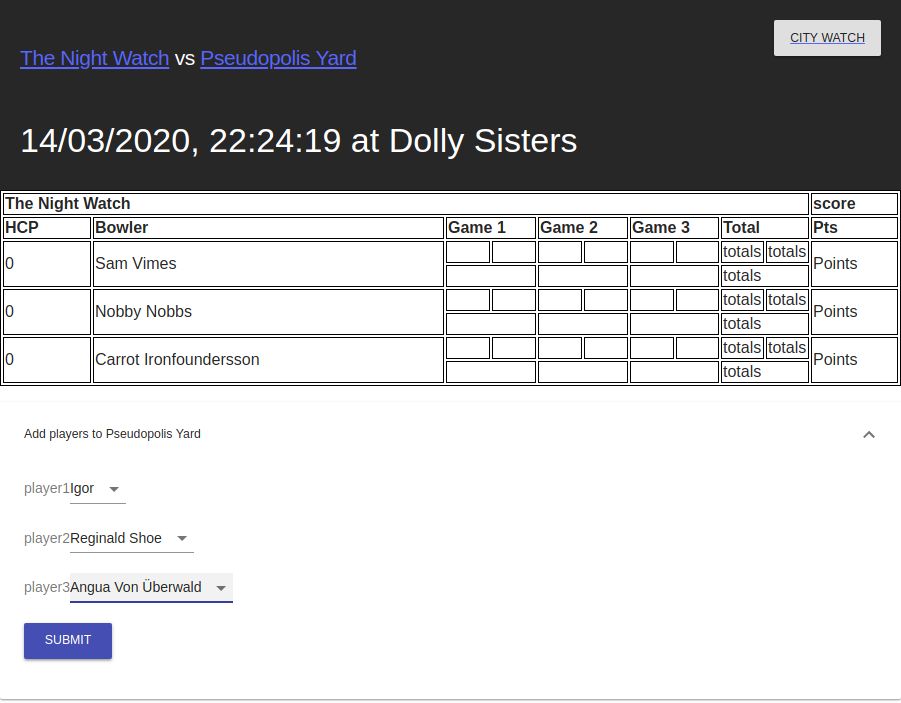 CITY WATCH
The Night Watch vs Pseudopolis Yard
14/03/2020, 22:24:19 at Dolly Sisters
The Night Watch score
HCP Bowler Game 1 Game 2 Game 3 Total Pts
0 Sam Vimes totals totals Points
totals
0 Nobby Nobbs totals totals Points
totals
0 Carrot Ironfoundersson totals totals Points
totals
Add players to Pseudopolis Yard
player1 Igor
player2 Reginald Shoe
player3 Angua Von Überwald
SUBMIT